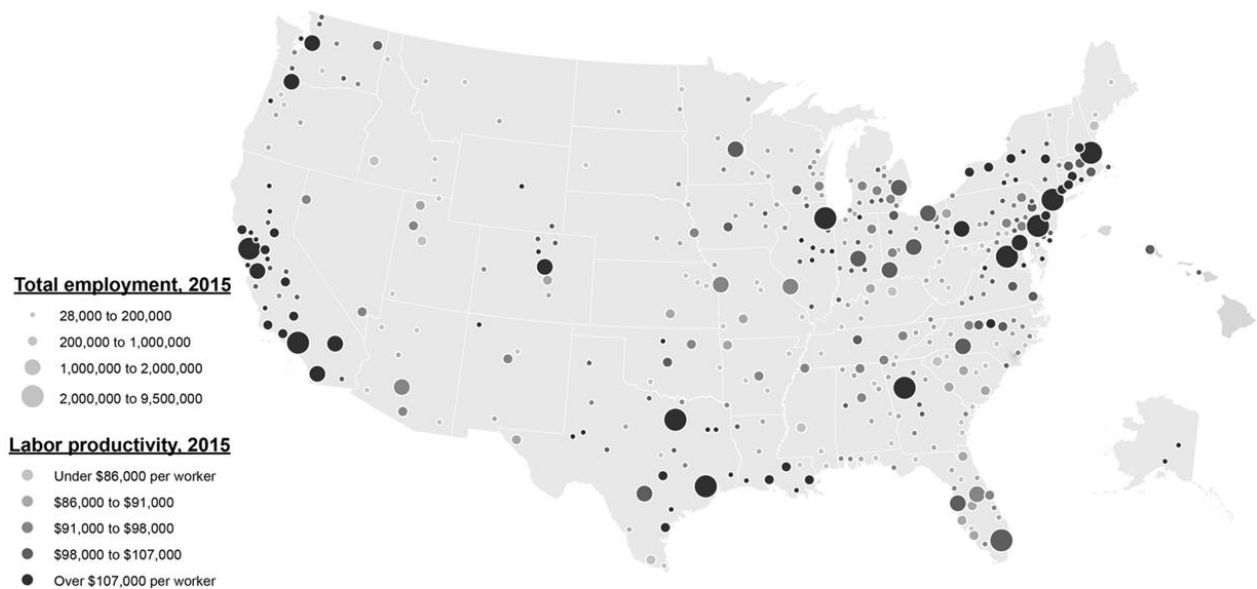 Total employment, 2015
28,000 to 200,000
200,000 to 1,000,000
1,000,000 to 2,000,000
2,000,000 to 9,500,000
Labor productivity, 2015
Under $86,000 per worker
$86,000 to $91,000
$91,000 to $98,000
$98,000 to $107,000
Over $107,000 per worker